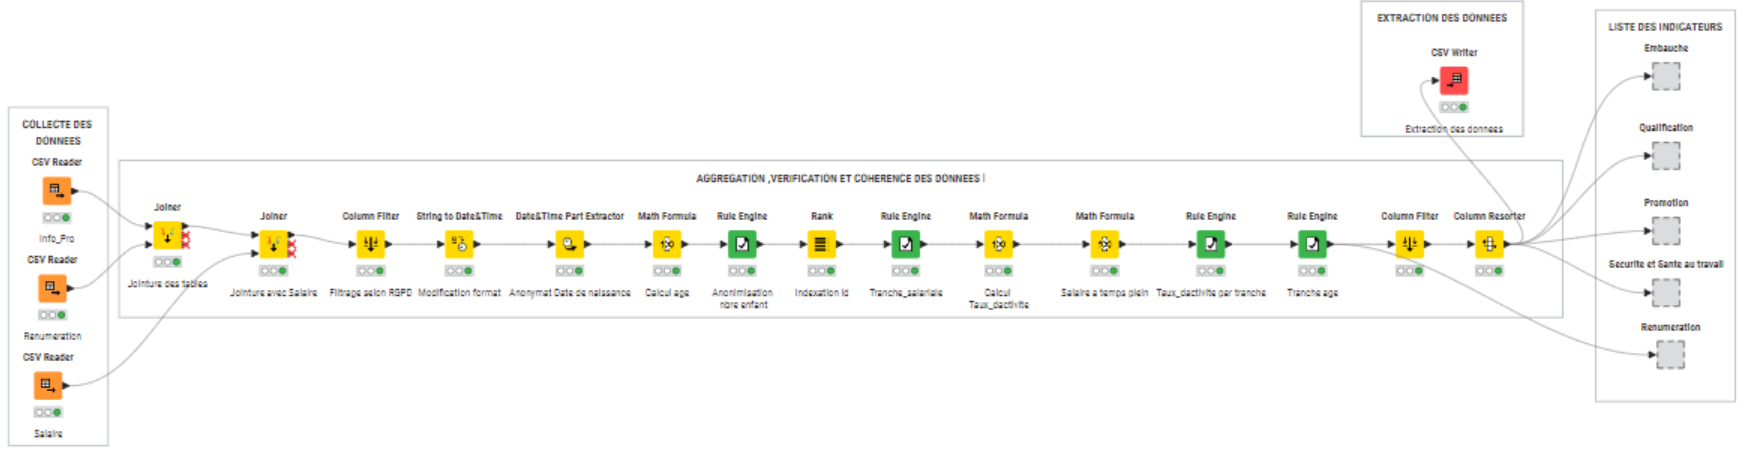 COLLECTE DES
DONNEES
CSV Reader
Info_Pro
CSV Reader
Renumeration
CSV Reader
Salaire
AGGREGATION ,VERIFICATION ET COHERENCE DES DONNEES !
Joiner
Jointure des tables
Joiner
Jointure avec Salaire
Column Filter
Filtrage selon RGPD
String to Date&Time
Modification format
Date&Time Part Extractor
Anonymat Date de naissance
Math Formula
Calcul age
Rule Engine
Anonimisation
nbre enfant
Rank
Indexation Id
Rule Engine
Tranche_salariale
Math Formula
Calcul
Taux_dactivite
Math Formula
Salaire a temps plein
Rule Engine
Taux_dactivite par tranche
Rule Engine
Tranche age
Column Filter
Column Resorter
EXTRACTION DES DONNEES
CSV Writer
Extraction des donnees
LISTE DES INDICATEURS
Embauche
Qualification
Promotion
Securite et Sante au travail
Renumeration